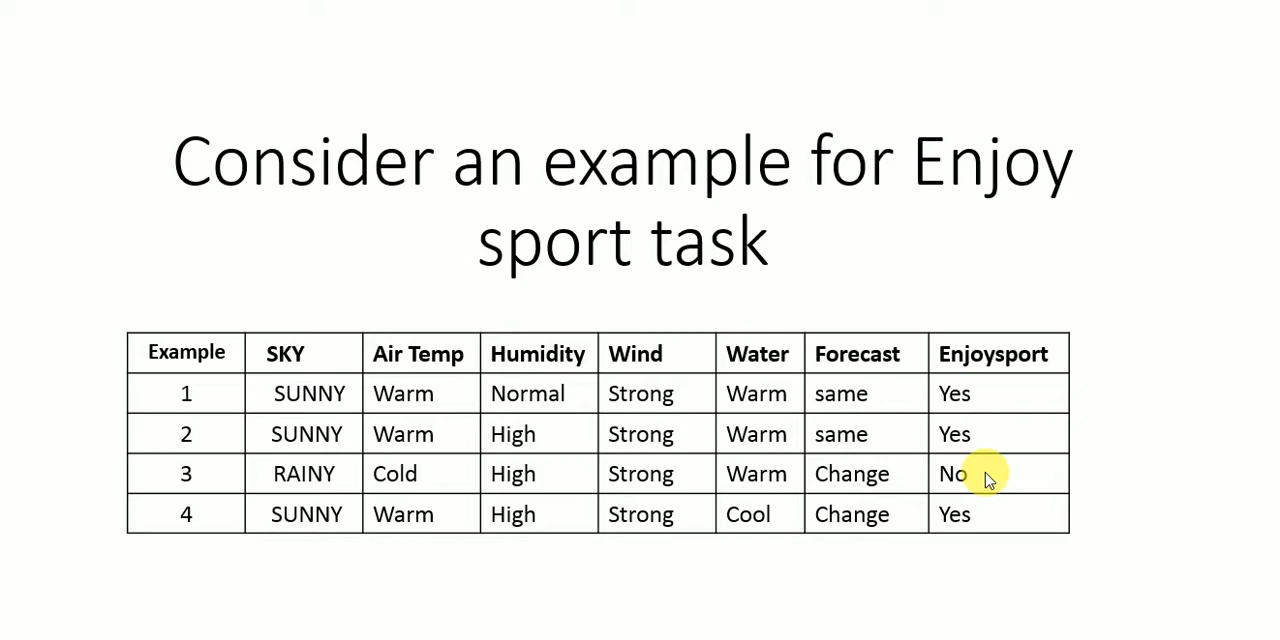 Consider an example for Enjoy
sport task
Example SKY Air Temp Humidity Wind Water Forecast Enjoysport
1 SUNNY Warm Normal Strong Warm same Yes
2 SUNNY Warm High Strong Warm same Yes
3 RAINY Cold High Strong Warm Change No
4 SUNNY Warm High Strong Cool Change Yes